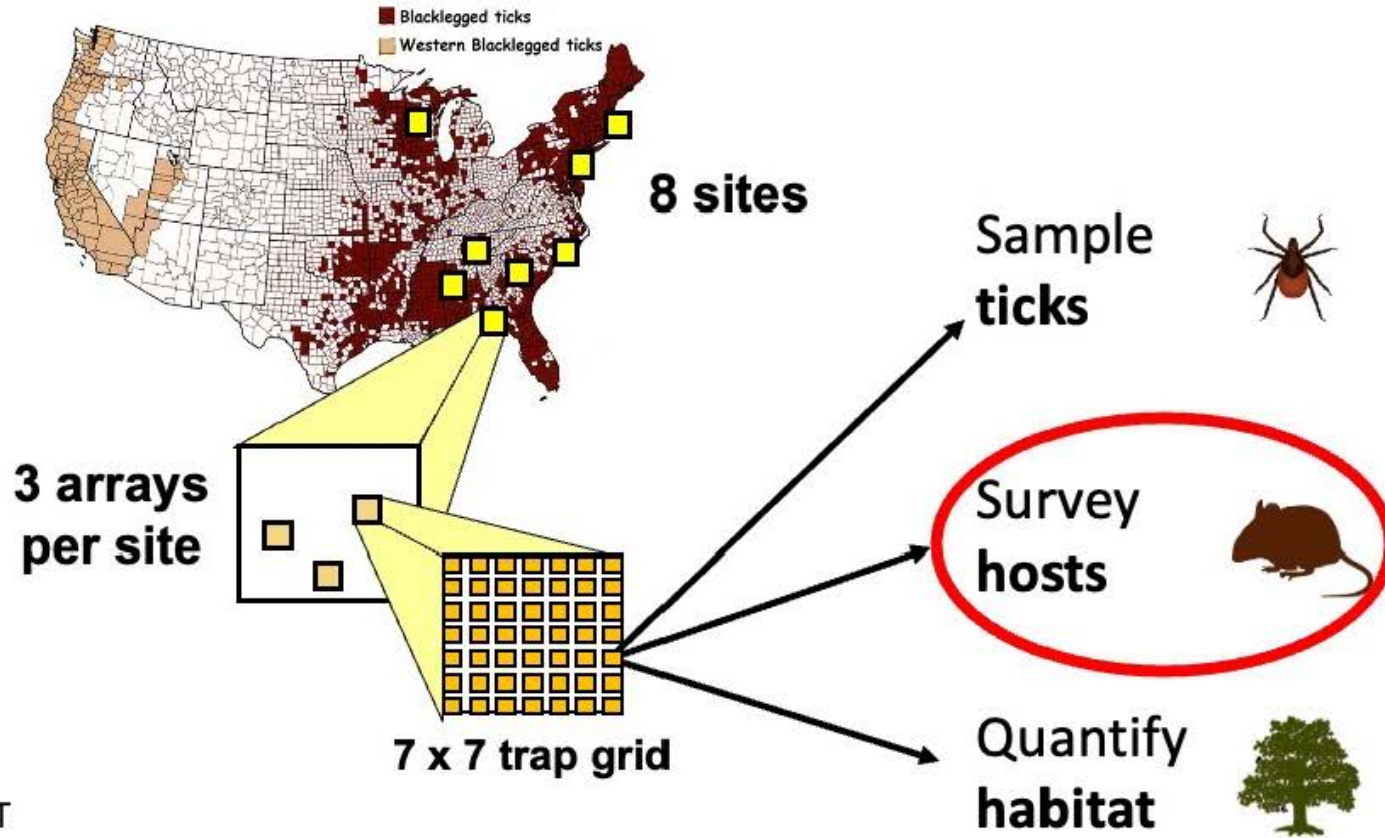 Blacklegged ticks
Western Blacklegged ticks
8 sites
Sample
ticks
3 arrays
per site
Survey
hosts
7 x 7 trap grid
Quantify
habitat
T